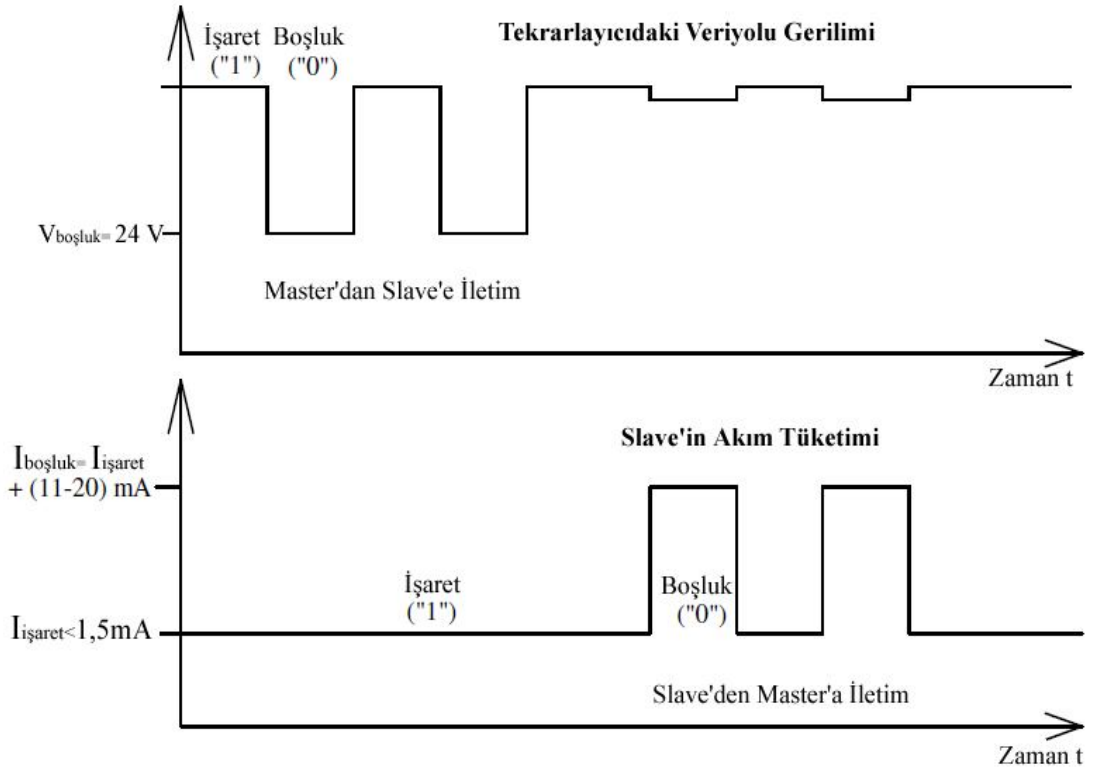 Tekrarlayıcıdaki Veriyolu Gerilimi
İşaret Boşluk
("1") ("0")
Vboşluk= 24 V
Master'dan Slave'e İletim
Zaman t
Slave'in Akım Tüketimi
Iboşluk= Iişaret
+ (11-20) mA
İşaret
("1")
Boşluk
("0")
Iişaret<1,5mA
Slave'den Master'a İletim
Zaman t